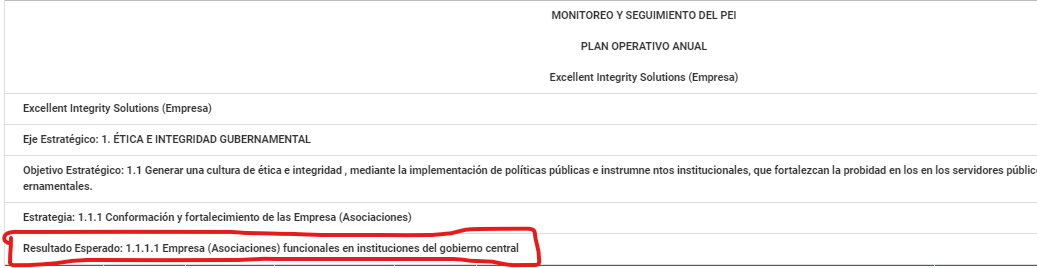 MONITOREO Y SEGUIMIENTO DEL PEI
PLAN OPERATIVO ANUAL
Excellent Integrity Solutions (Empresa)
Excellent Integrity Solutions (Empresa)
Eje Estratégico: 1. ÉTICA E INTEGRIDAD GUBERNAMENTAL
Objetivo Estratégico: 1.1 Generar una cultura de ética e integridad , mediante la implementación de políticas públicas e instrumne ntos institucionales, que fortalezcan la probidad en los en los servidores públic
ernamentales.
Estrategia: 1.1.1 Conformación y fortalecimiento de las Empresa (Asociaciones)
Resultado Esperado: 1.1.1.1 Empresa (Asociaciones) funcionales en instituciones del gobierno central